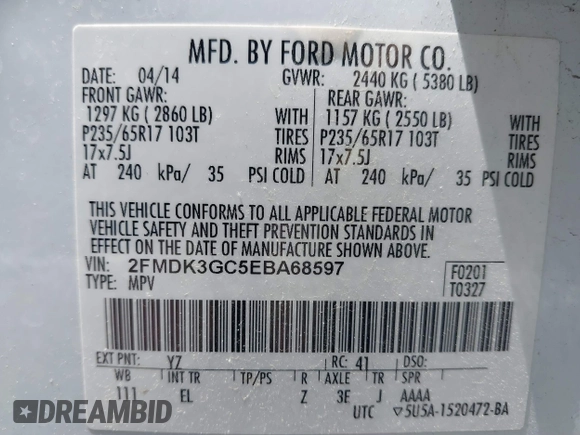 MFD. BY FORD MOTOR CO.
DATE: 04/14 GVWR: 2440 KG ( 5380 LB)
FRONT GAWR: REAR GAWR:
1297 KG ( 2860 LB) WITH 1157 KG ( 2550 LB) WITH
P235/65R17 103T TIRES P235/65R17 103T TIRES
17x7.5J RIMS 17x7.5J RIMS
AT 240 kPa/ 35 PSI COLD AT 240 kPa/ 35 PSI COLD
THIS VEHICLE CONFORMS TO ALL APPLICABLE FEDERAL MOTOR
VEHICLE SAFETY AND THEFT PREVENTION STANDARDS IN
EFFECT ON THE DATE OF MANUFACTURE SHOWN ABOVE.
VIN: 2FMDK3GC5EBA68597 F0201
TYPE: MPV T0327
EXT PNT: YZ RC: 41 DSO:
WB INT TR TP/PS R AXLE TR SPR
111 EL Z 3E J AAAA
UTC ▽5U5A-1520472-BA
DREAMBID